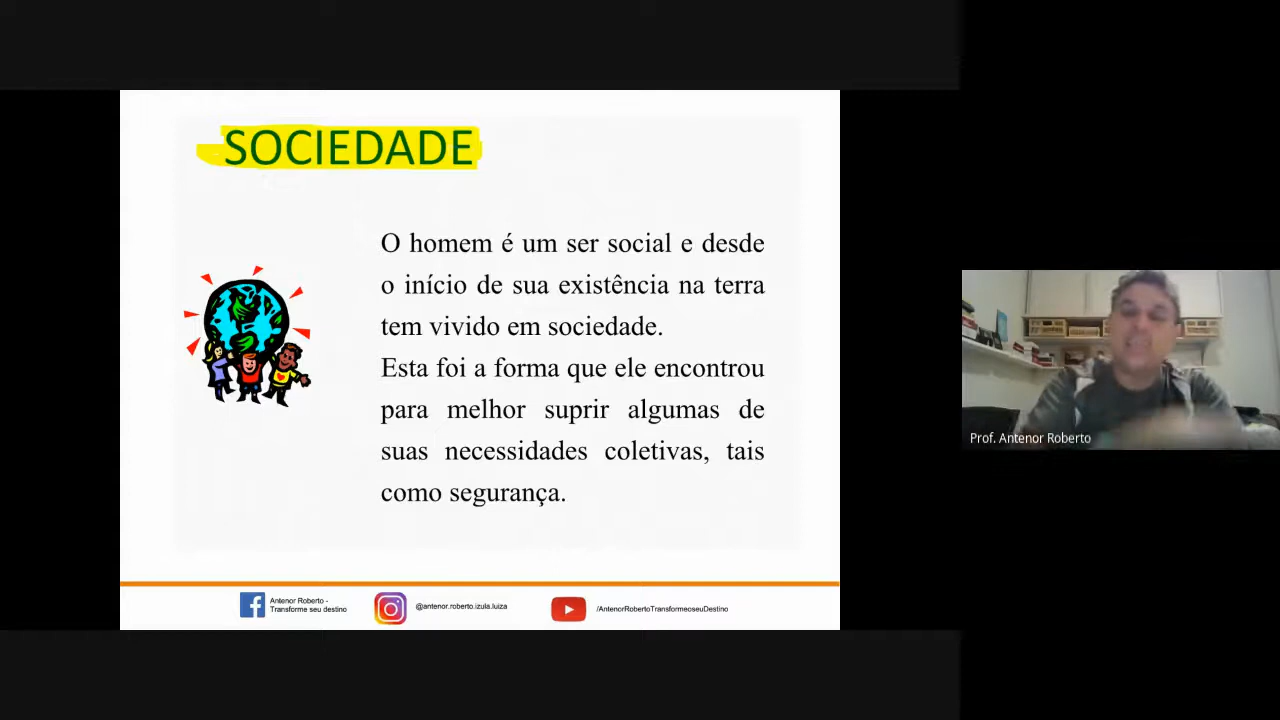 SOCIEDADE
O homem é um ser social e desde
o início de sua existência na terra
tem vivido em sociedade.
Esta foi a forma que ele encontrou
para melhor suprir algumas de
suas necessidades coletivas, tais
como segurança.
Prof. Antenor Roberto
Antenor Roberto -
Transforme seu destino
@antenor.roberto.izula.luiza
/AntenorRobertoTransformeoseuDestino